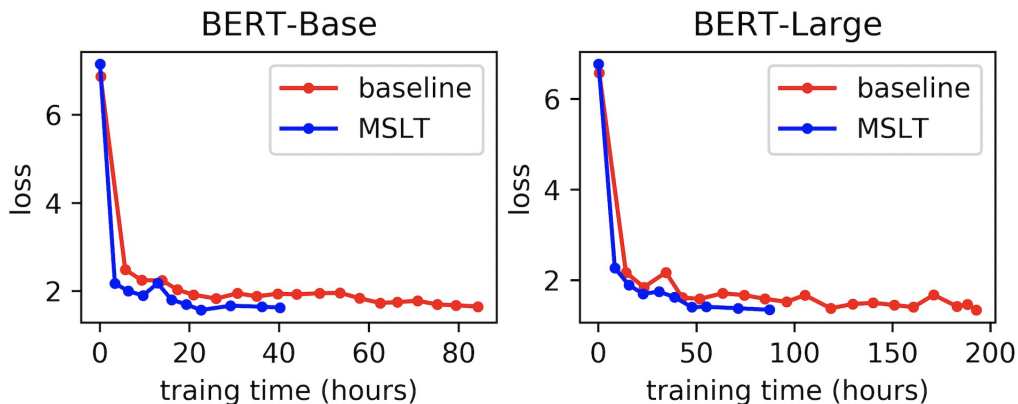 BERT-Base
baseline
MSLT
loss
6
4
2
0 20 40 60 80
traing time (hours)
BERT-Large
baseline
MSLT
loss
6
4
2
0 50 100 150 200
training time (hours)